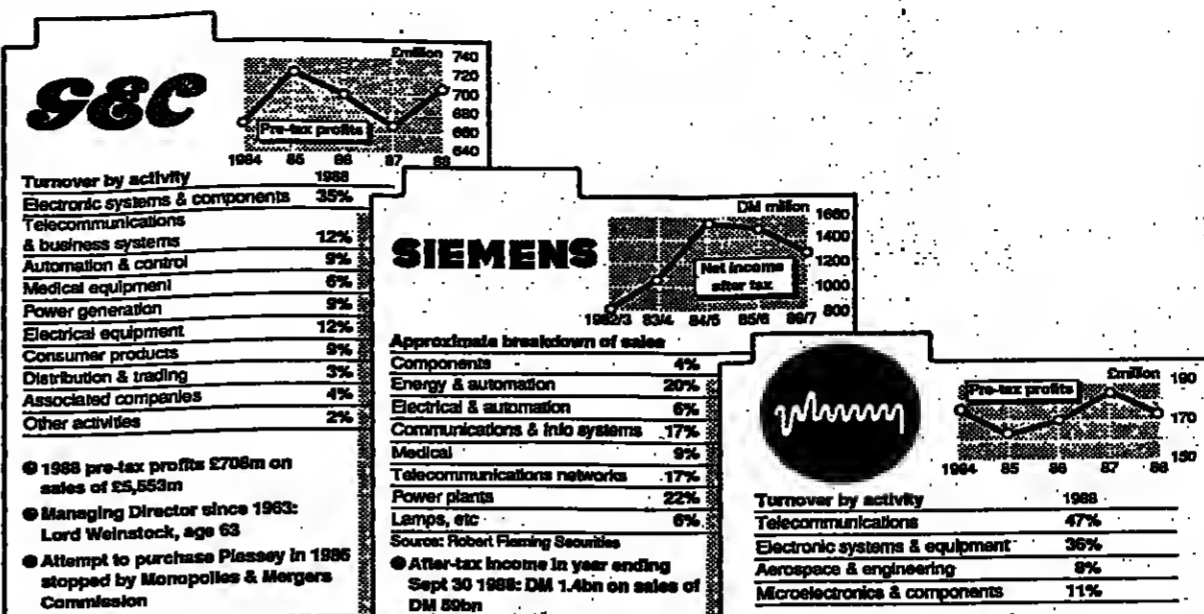 GEC
£million
740
720
700
680
660
640
Pre-tax profits
1984 85 86 87 88
Turnover by activity 1988
Electronic systems & components 35%
Telecommunications
& business systems 12%
Automation & control 9%
Medical equipment 6%
Power generation 9%
Electrical equipment 12%
Consumer products 9%
Distribution & trading 3%
Associated companies 4%
Other activities 2%
1988 pre-tax profits £708m on
sales of £5,553m
Managing Director since 1963:
Lord Weinstock, age 63
Attempt to purchase Plessey in 1986
stopped by Monopolies & Mergers
Commission
SIEMENS
DM million
1660
1400
1200
1000
800
Net income
after tax
1982/3 83/4 84/5 85/6 86/7
Approximate breakdown of sales
Components 4%
Energy & automation 20%
Electrical & automation 6%
Communications & info systems 17%
Medical 9%
Telecommunications networks 17%
Power plants 22%
Lamps, etc 6%
Source: Robert Fleming Securities
After-tax income in year ending
Sept 30 1988: DM 1.4bn on sales of
DM 59bn
£million
190
170
150
Pre-tax profits
1984 85 86 87 88
Turnover by activity 1988
Telecommunications 47%
Electronic systems & equipment 36%
Aerospace & engineering 8%
Microelectronics & components 11%